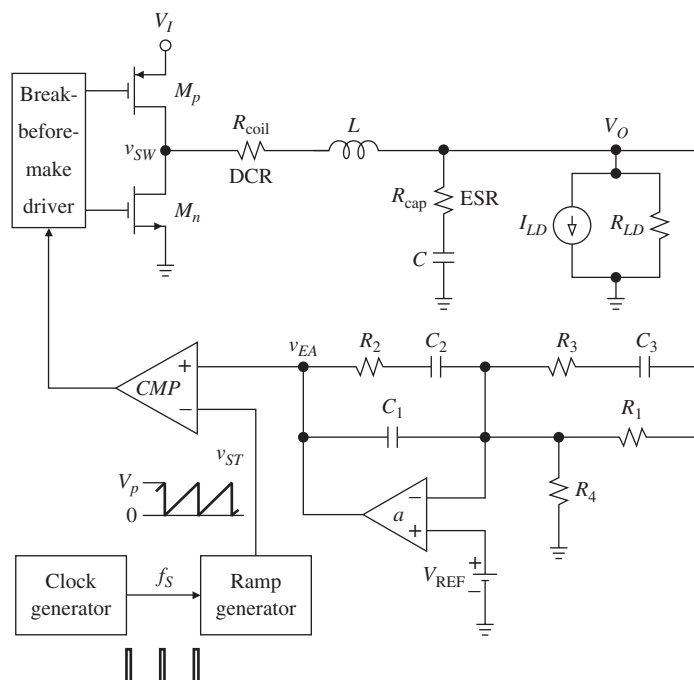 V_I
Break-
before-
make
driver
M_p
v_SW
R_coil
DCR
L
V_O
M_n
R_cap
ESR
C
I_LD
R_LD
v_EA
R_2
C_2
R_3
C_3
CMP
+
−
C_1
R_1
v_ST
V_p
0
a
−
+
R_4
V_REF
+
−
Clock
generator
f_S
Ramp
generator